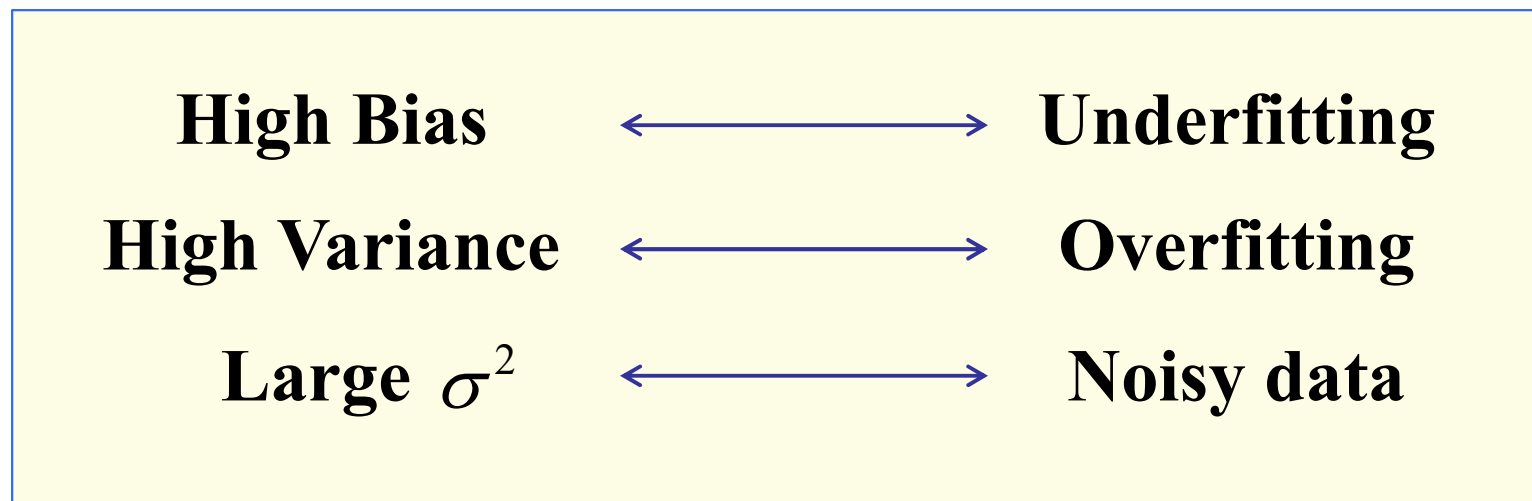 High Bias Underfitting
High Variance Overfitting
Large σ² Noisy data